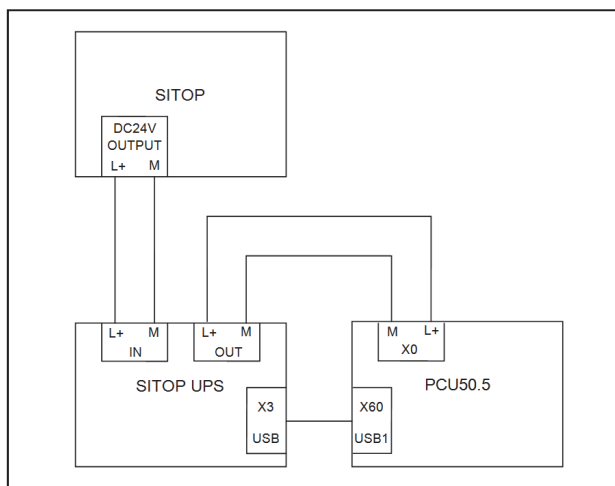 SITOP
DC24V
OUTPUT
L+ M
L+ M
IN
L+ M
OUT
M L+
X0
SITOP UPS
PCU50.5
X3
USB
X60
USB1